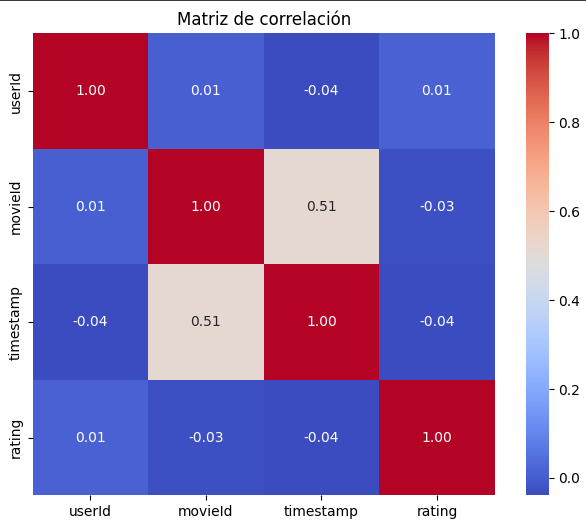 Matriz de correlación
userId
1.00 0.01 -0.04 0.01
movieId
0.01 1.00 0.51 -0.03
timestamp
-0.04 0.51 1.00 -0.04
rating
0.01 -0.03 -0.04 1.00
userId movieId timestamp rating
1.0
0.8
0.6
0.4
0.2
0.0